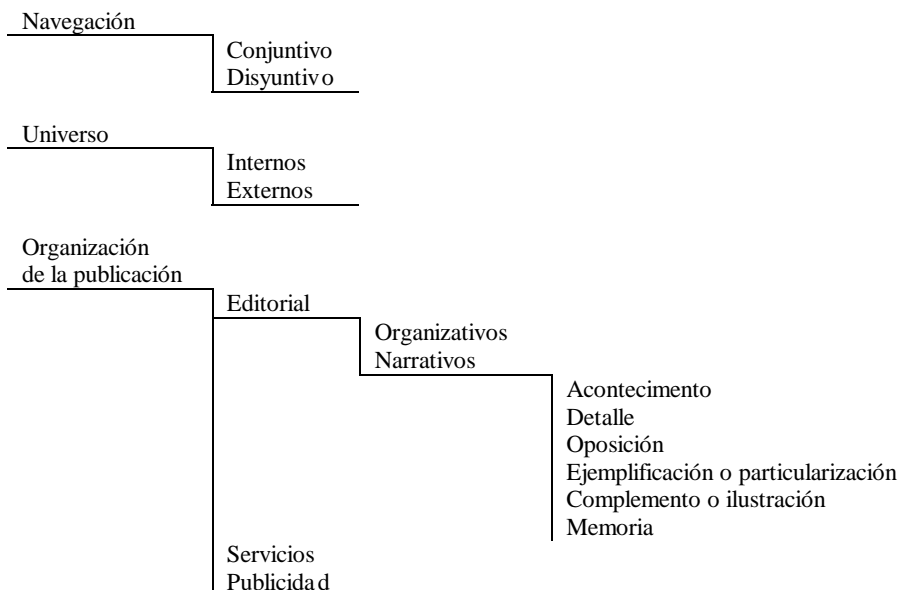 Navegación
Conjuntivo
Disyuntivo
Universo
Internos
Externos
Organización
de la publicación
Editorial
Organizativos
Narrativos
Acontecimento
Detalle
Oposición
Ejemplificación o particularización
Complemento o ilustración
Memoria
Servicios
Publicidad